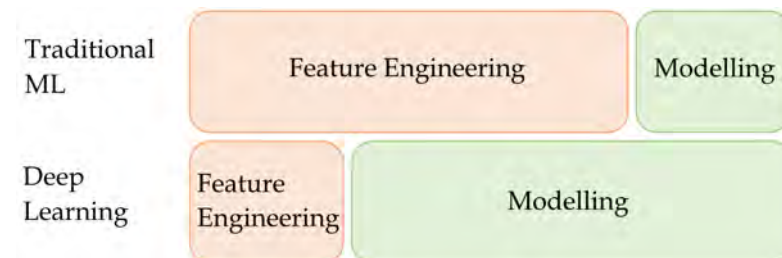 Traditional
ML
Feature Engineering
Modelling
Deep
Learning
Feature
Engineering
Modelling